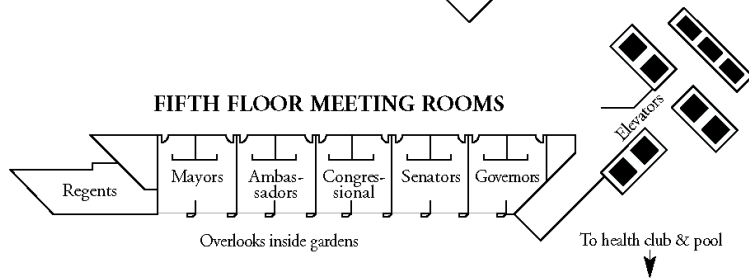 FIFTH FLOOR MEETING ROOMS
Elevators
Regents
Mayors
Ambas-
sadors
Congres-
sional
Senators
Governors
Overlooks inside gardens
To health club & pool